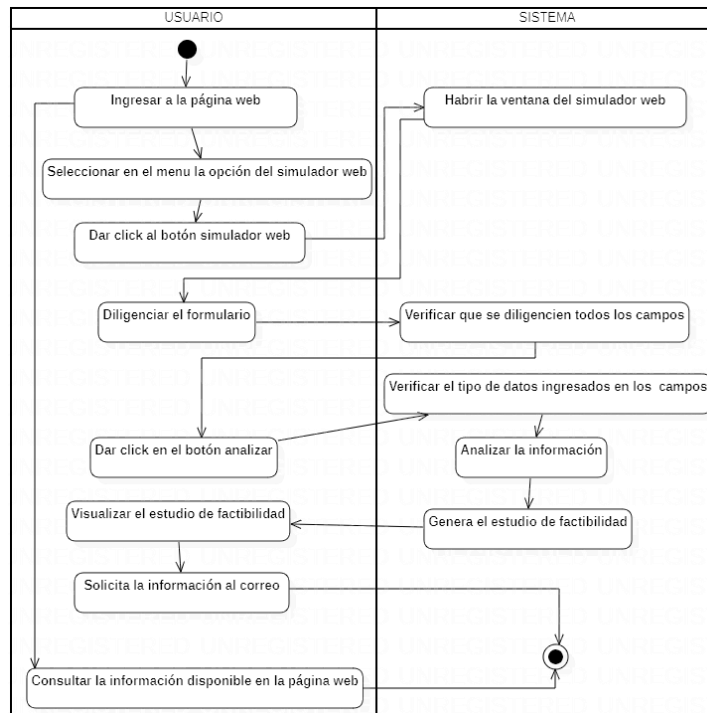 USUARIO
SISTEMA
Ingresar a la página web
Habrir la ventana del simulador web
Seleccionar en el menu la opción del simulador web
Dar click al botón simulador web
Diligenciar el formulario
Verificar que se diligencien todos los campos
Verificar el tipo de datos ingresados en los campos
Dar click en el botón analizar
Analizar la información
Visualizar el estudio de factibilidad
Genera el estudio de factibilidad
Solicita la información al correo
Consultar la información disponible en la página web